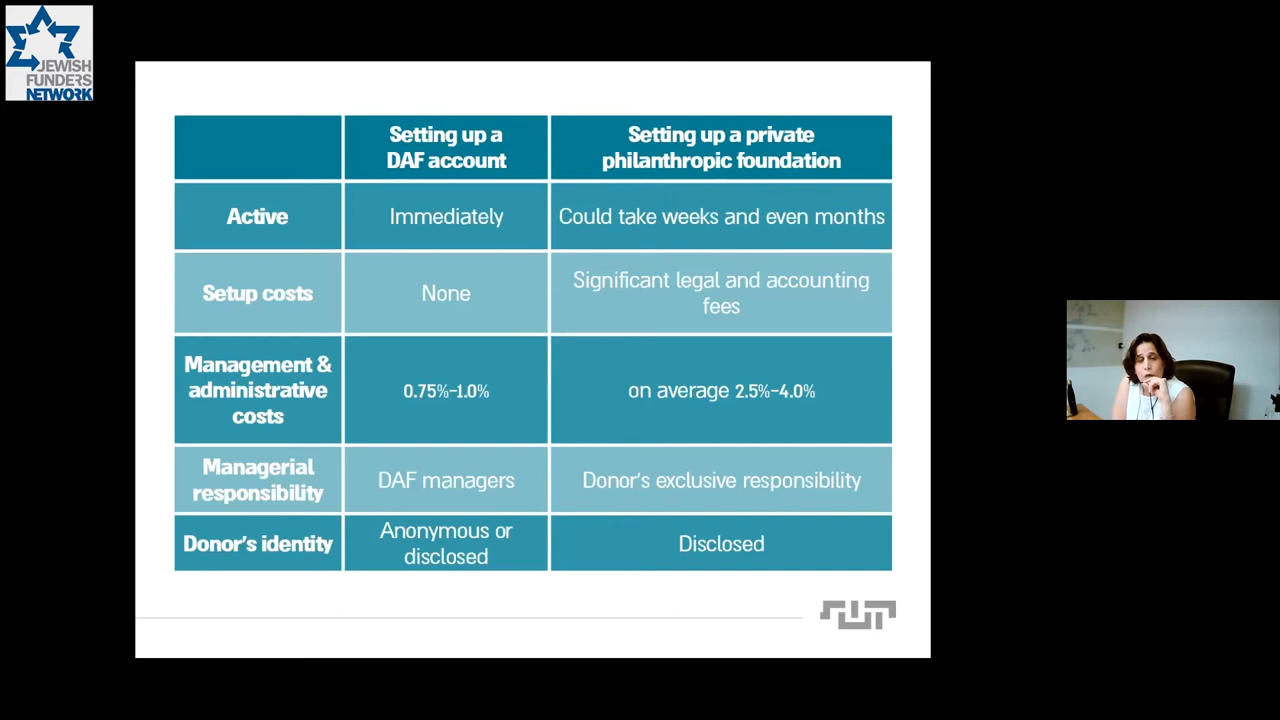 JEWISH
FUNDERS
NETWORK
Setting up a
DAF account
Setting up a private
philanthropic foundation
Active
Immediately
Could take weeks and even months
Setup costs
None
Significant legal and accounting
fees
Management &
administrative
costs
0.75%-1.0%
on average 2.5%-4.0%
Managerial
responsibility
DAF managers
Donor's exclusive responsibility
Donor's identity
Anonymous or
disclosed
Disclosed